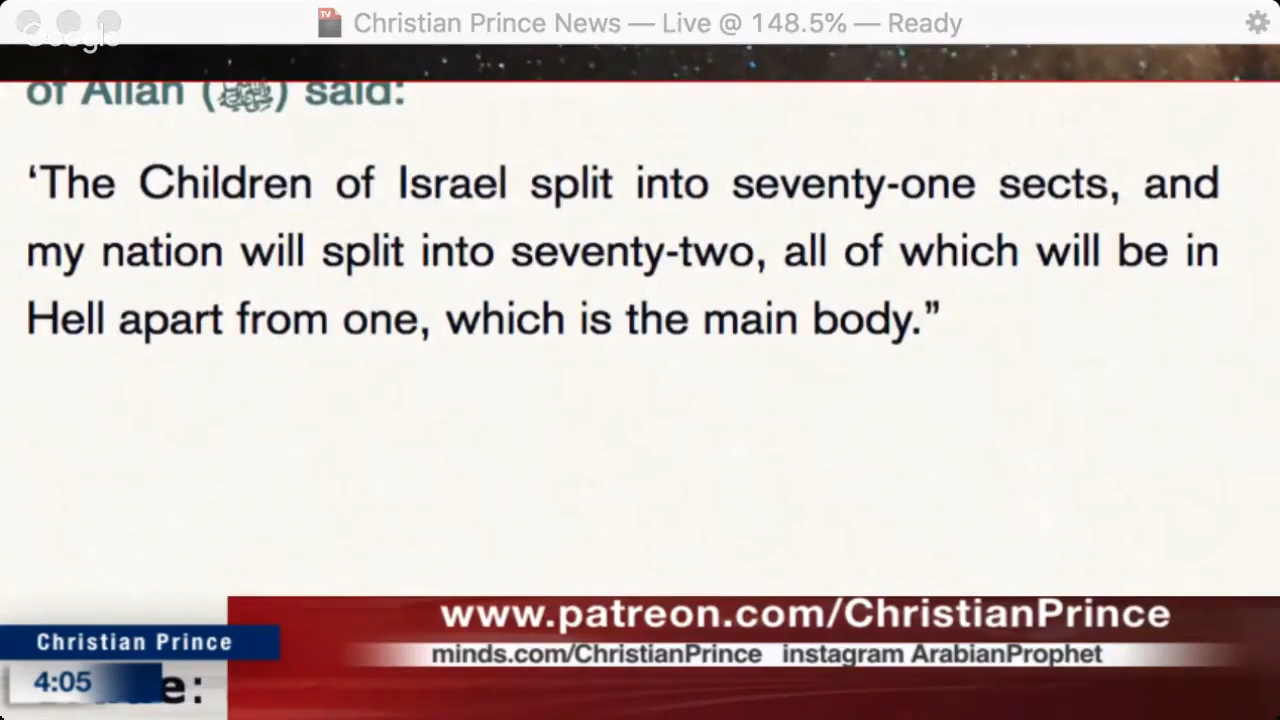 Christian Prince News — Live @ 148.5% — Ready
Google
of Allah (ﷺ) said:
‘The Children of Israel split into seventy-one sects, and
my nation will split into seventy-two, all of which will be in
Hell apart from one, which is the main body.”
www.patreon.com/ChristianPrince
Christian Prince
minds.com/ChristianPrince instagram ArabianProphet
4:05
e: